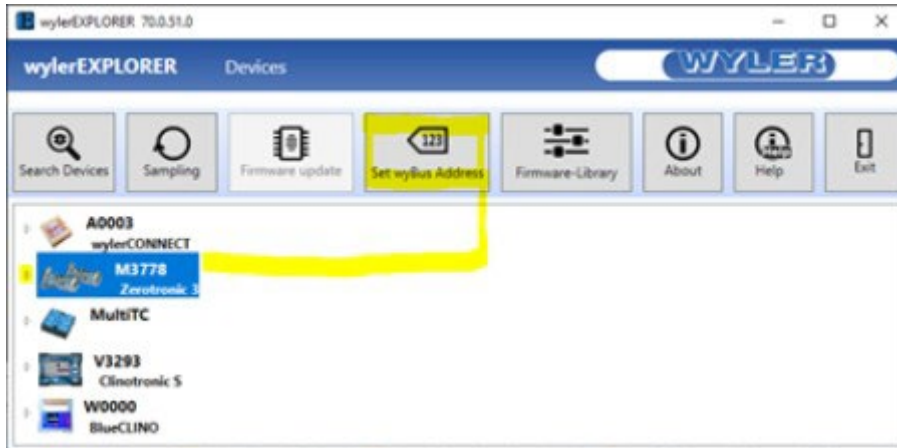 wylerEXPLORER 70.0.51.0
wylerEXPLORER Devices WYLER
Search Devices Sampling Firmware update 123 Set wyBus Address Firmware-Library About Help Exit
A0003
wylerCONNECT
M3778
Zerotronic 3
MultiTC
V3293
Clinotronic S
W0000
BlueCLINO